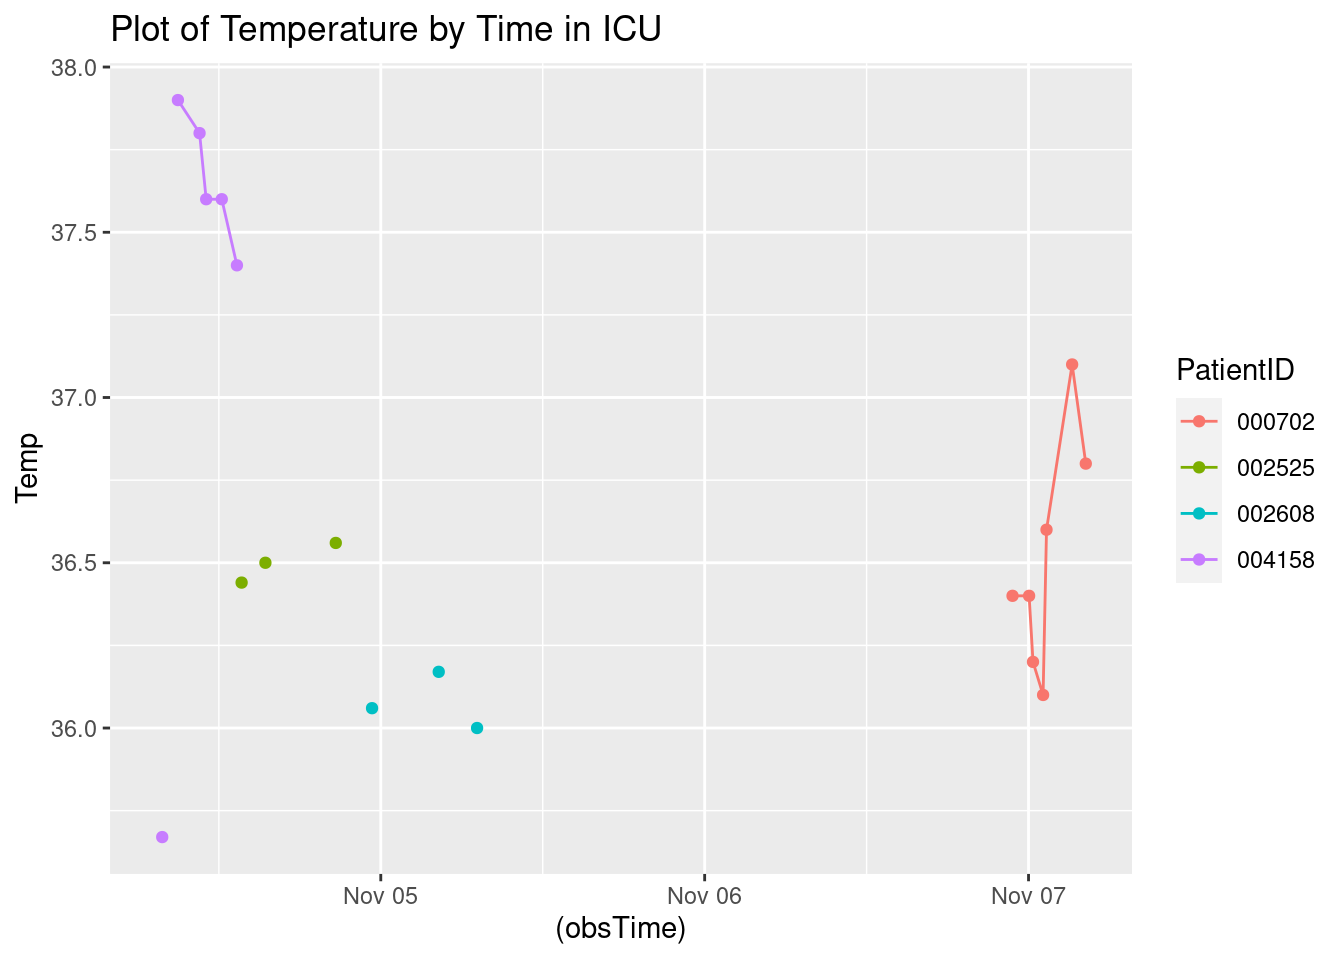 Plot of Temperature by Time in ICU
38.0
37.5
37.0
36.5
36.0
Temp
Nov 05
Nov 06
Nov 07
(obsTime)
PatientID
000702
002525
002608
004158